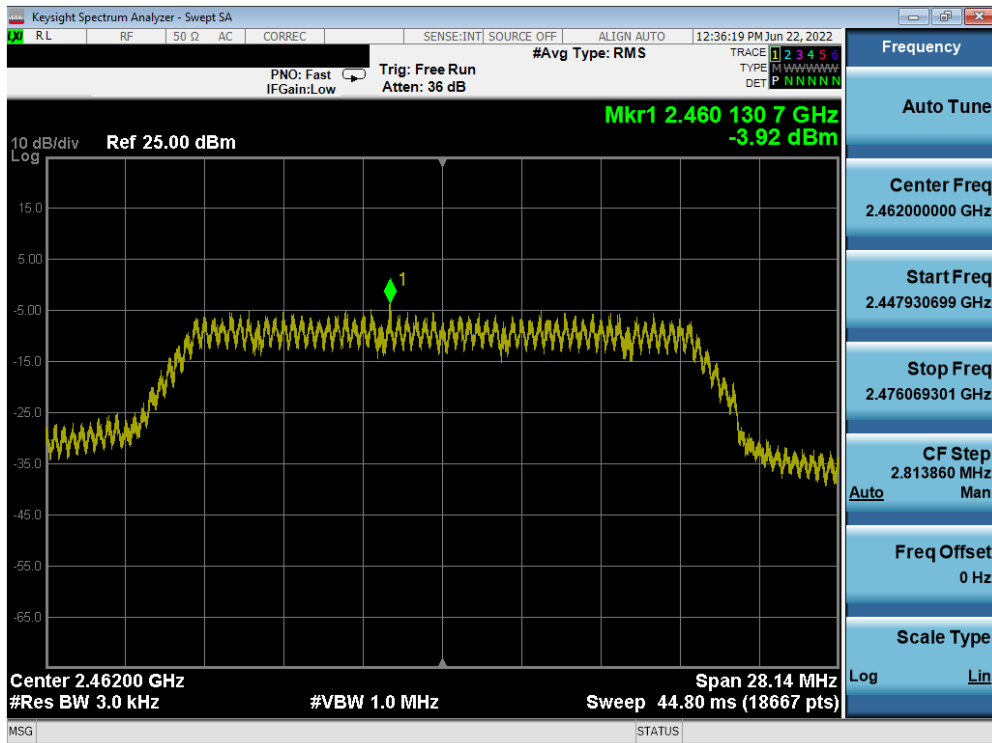 Keysight Spectrum Analyzer - Swept SA
LXI RL RF 50 Ω AC CORREC SENSE:INT SOURCE OFF ALIGN AUTO 12:36:19 PM Jun 22, 2022
#Avg Type: RMS
TRACE 1 2 3 4 5 6
TYPE M WWWWW
DET P N N N N N
PNO: Fast Trig: Free Run
IFGain:Low Atten: 36 dB
Mkr1 2.460 130 7 GHz
-3.92 dBm
10 dB/div Ref 25.00 dBm
Log
15.0
5.00
1
-5.00
-15.0
-25.0
-35.0
-45.0
-55.0
-65.0
Center 2.46200 GHz Span 28.14 MHz
#Res BW 3.0 kHz #VBW 1.0 MHz Sweep 44.80 ms (18667 pts)
MSG STATUS
Frequency
Auto Tune
Center Freq
2.462000000 GHz
Start Freq
2.447930699 GHz
Stop Freq
2.476069301 GHz
CF Step
2.813860 MHz
Auto Man
Freq Offset
0 Hz
Scale Type
Log Lin